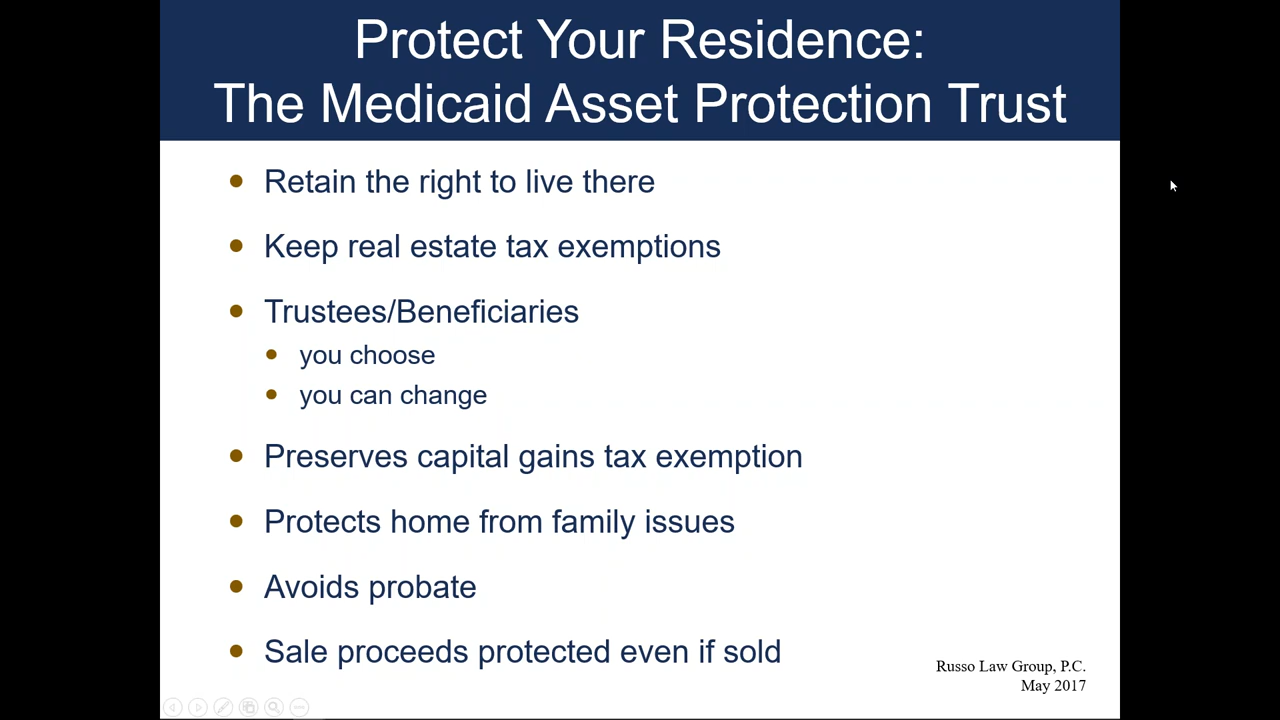 Protect Your Residence:
The Medicaid Asset Protection Trust
Retain the right to live there
Keep real estate tax exemptions
Trustees/Beneficiaries
you choose
you can change
Preserves capital gains tax exemption
Protects home from family issues
Avoids probate
Sale proceeds protected even if sold
Russo Law Group, P.C.
May 2017